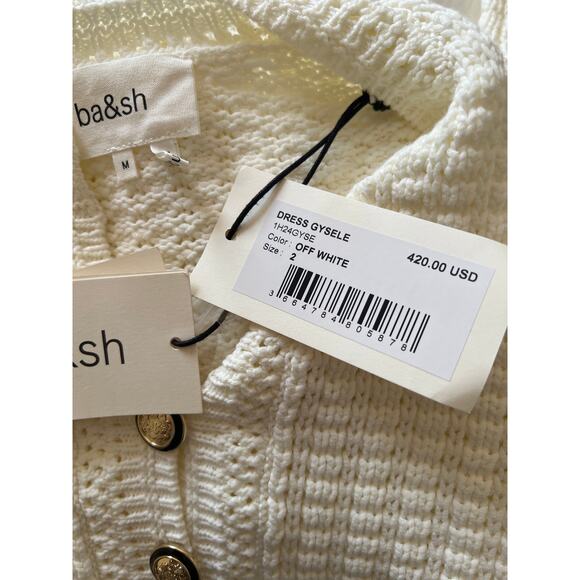 ba&sh
M
DRESS GYSELE
1H24GYSE
Color : OFF WHITE
Size : 2
420.00 USD
3664784805878
&sh